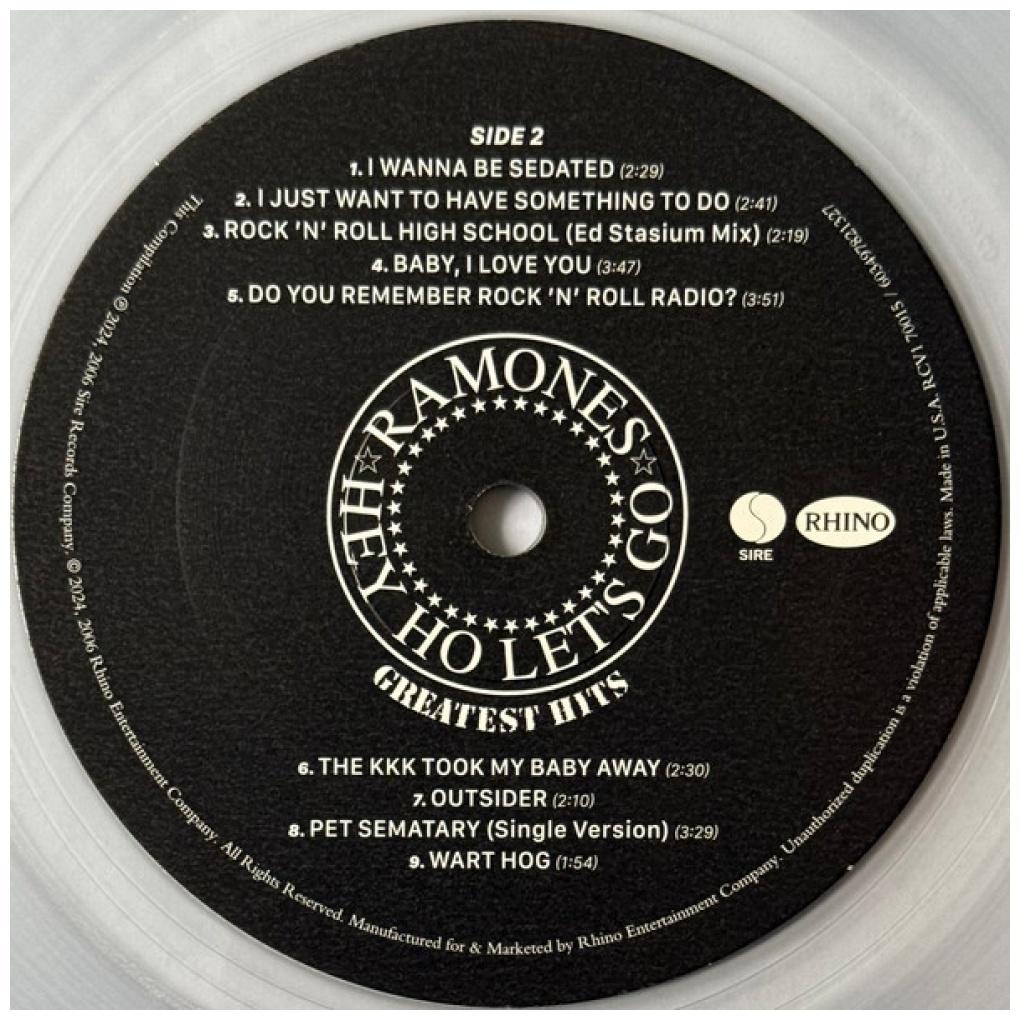 SIDE 2
1. I WANNA BE SEDATED (2:29)
2. I JUST WANT TO HAVE SOMETHING TO DO (2:41)
3. ROCK 'N' ROLL HIGH SCHOOL (Ed Stasium Mix) (2:19)
4. BABY, I LOVE YOU (3:47)
5. DO YOU REMEMBER ROCK 'N' ROLL RADIO? (3:51)
RAMONES
HEY HO LET'S GO
GREATEST HITS
SIRE
RHINO
6. THE KKK TOOK MY BABY AWAY (2:30)
7. OUTSIDER (2:10)
8. PET SEMATARY (Single Version) (3:29)
9. WART HOG (1:54)
This Compilation ℗ 2024, 2006 Sire Records Company. © 2024, 2006 Rhino Entertainment Company. All Rights Reserved. Manufactured for & Marketed by Rhino Entertainment Company. Unauthorized duplication is a violation of applicable laws. Made in U.S.A. RCV1 70015 / 603497821327